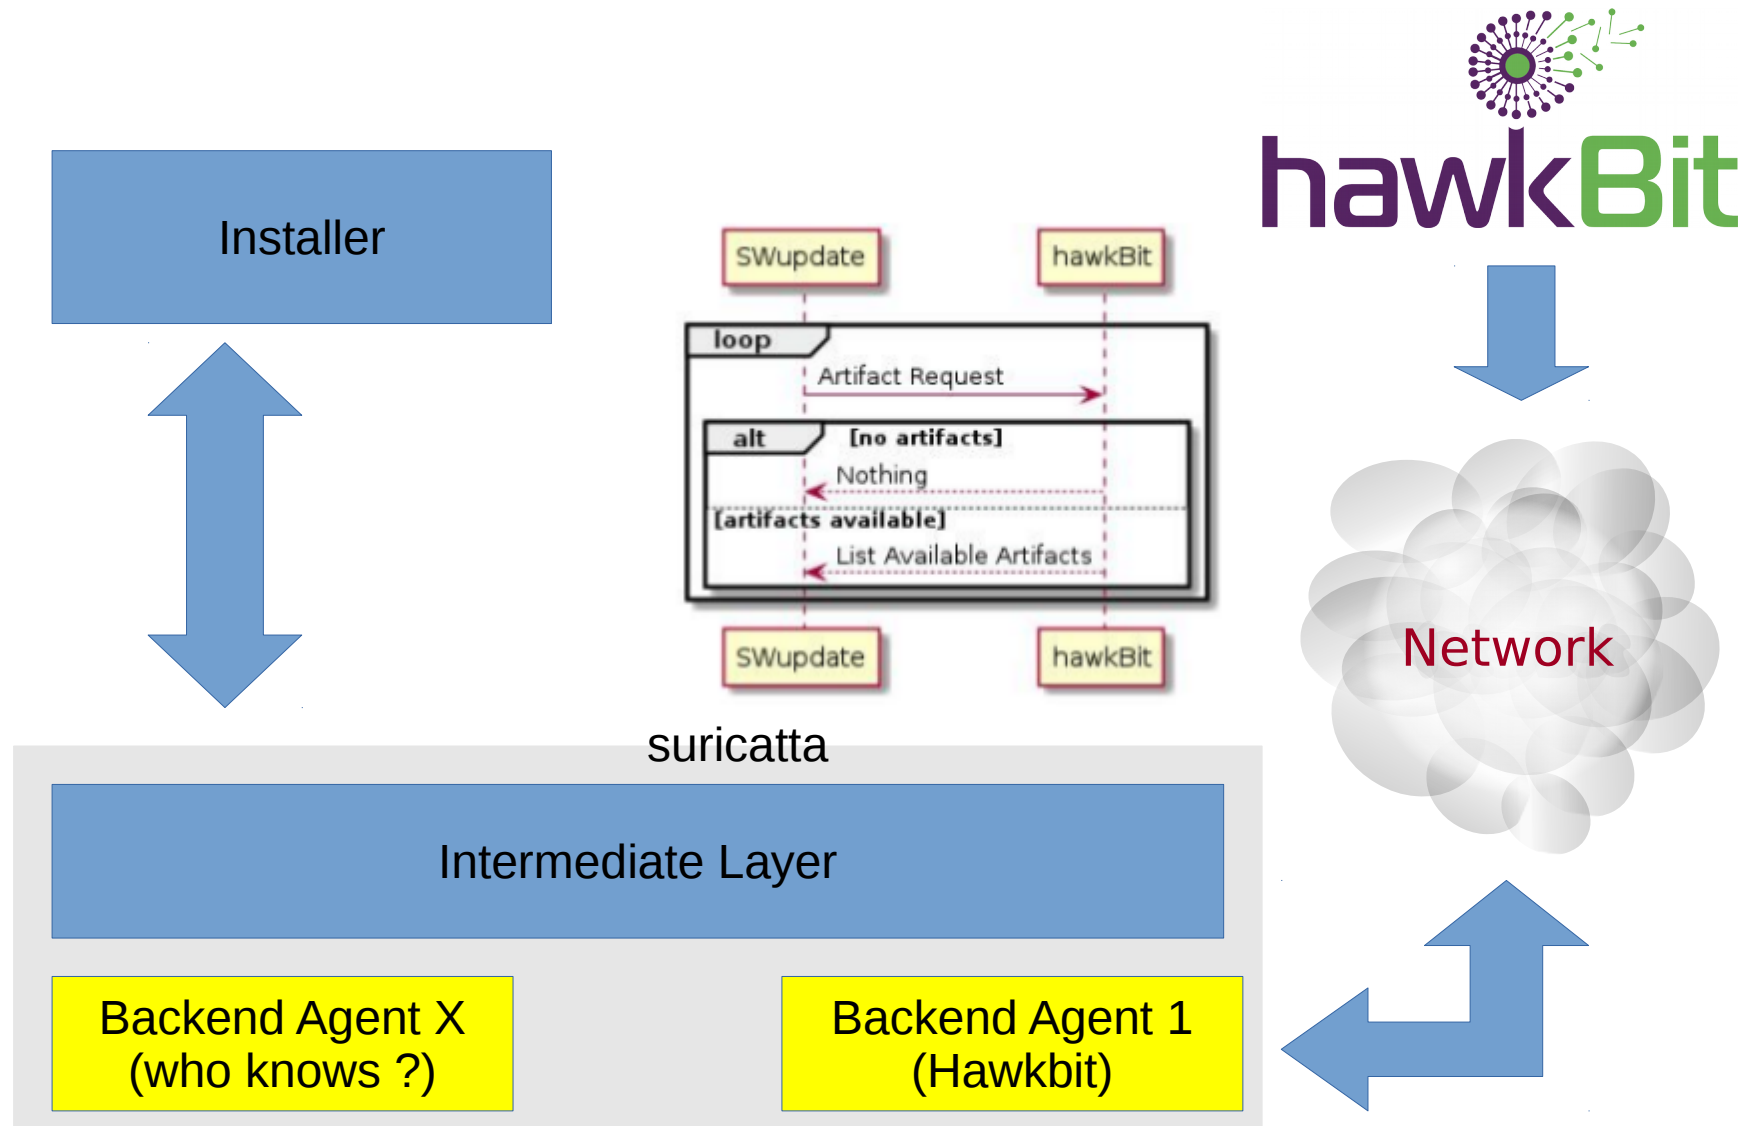 hawkBit
Installer
SWupdate
hawkBit
loop
Artifact Request
alt
[no artifacts]
Nothing
[artifacts available]
List Available Artifacts
SWupdate
hawkBit
Network
suricatta
Intermediate Layer
Backend Agent X
(who knows ?)
Backend Agent 1
(Hawkbit)